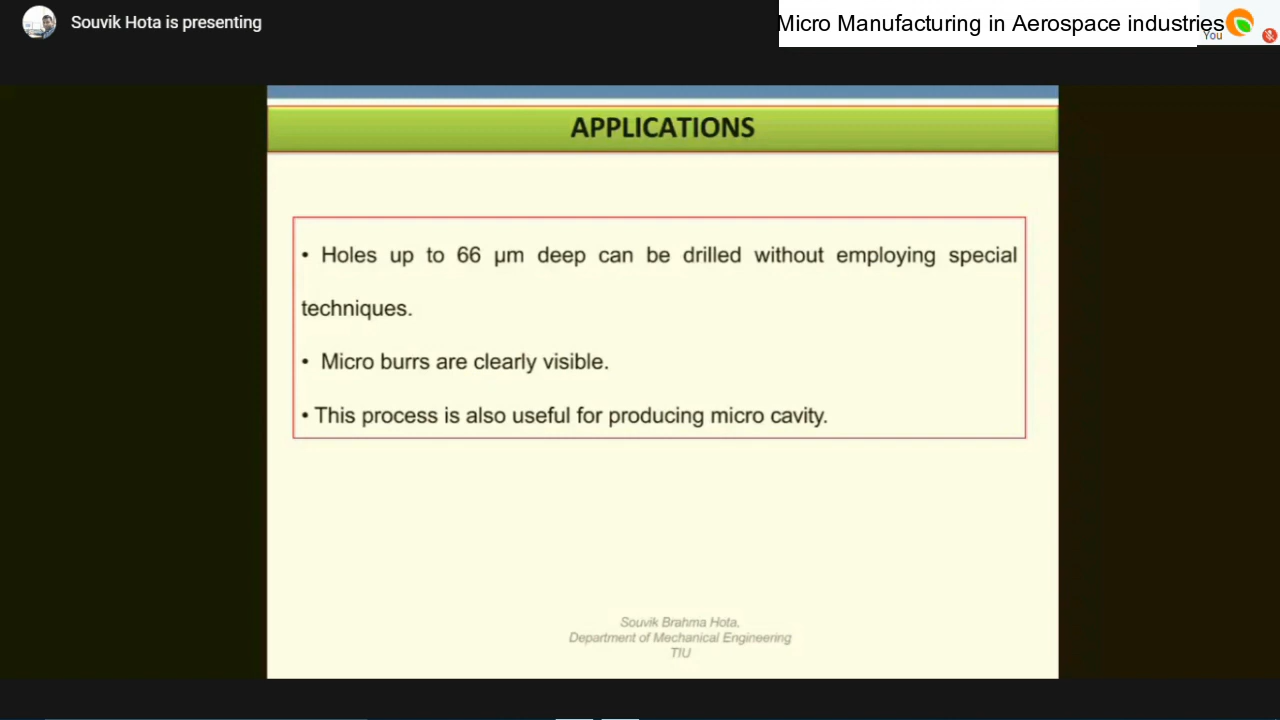 Souvik Hota is presenting
Micro Manufacturing in Aerospace industries
You
APPLICATIONS
• Holes up to 66 μm deep can be drilled without employing special
techniques.
• Micro burrs are clearly visible.
• This process is also useful for producing micro cavity.
Souvik Brahma Hota,
Department of Mechanical Engineering
TIU